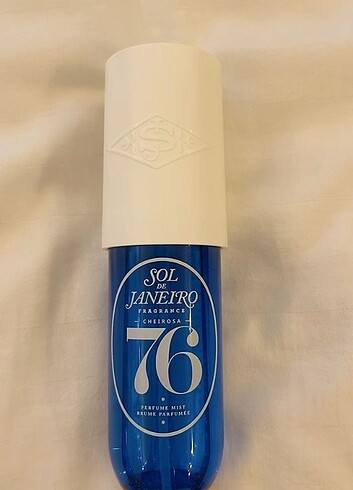 SOL
DE
JANEIRO
FRAGRANCE
CHEIROSA
76
PERFUME MIST
BRUME PARFUMÉE